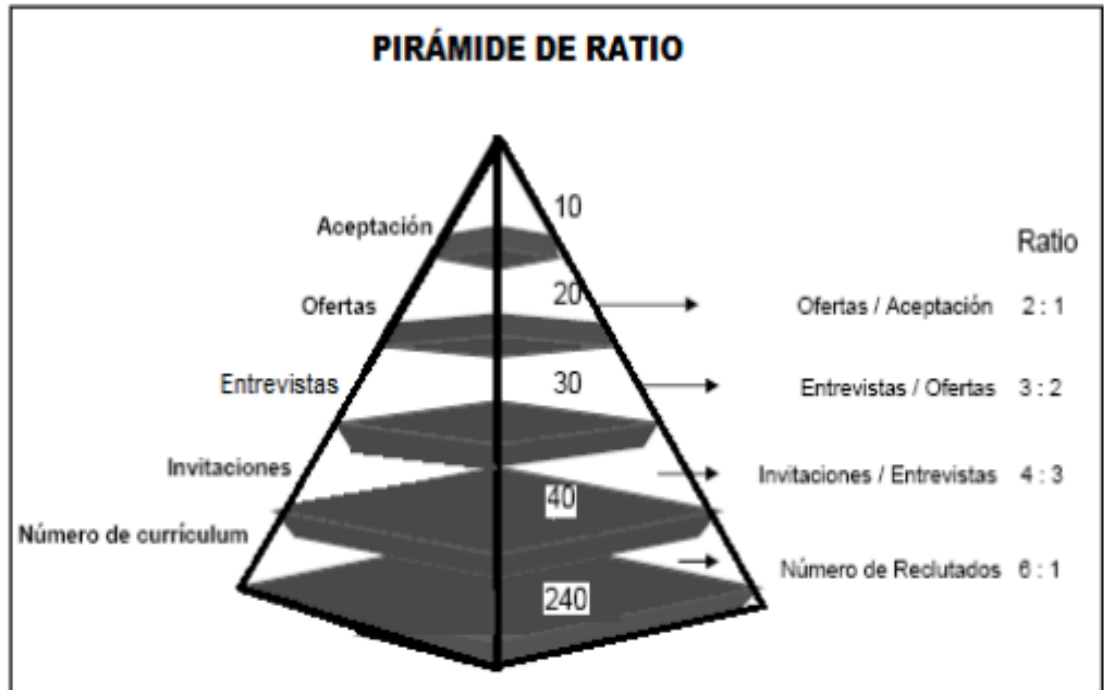 PIRÁMIDE DE RATIO
10
Aceptación
Ratio
20
Ofertas
Ofertas / Aceptación 2 : 1
30
Entrevistas
Entrevistas / Ofertas 3 : 2
Invitaciones
Invitaciones / Entrevistas 4 : 3
40
Número de currículum
Número de Reclutados 6 : 1
240